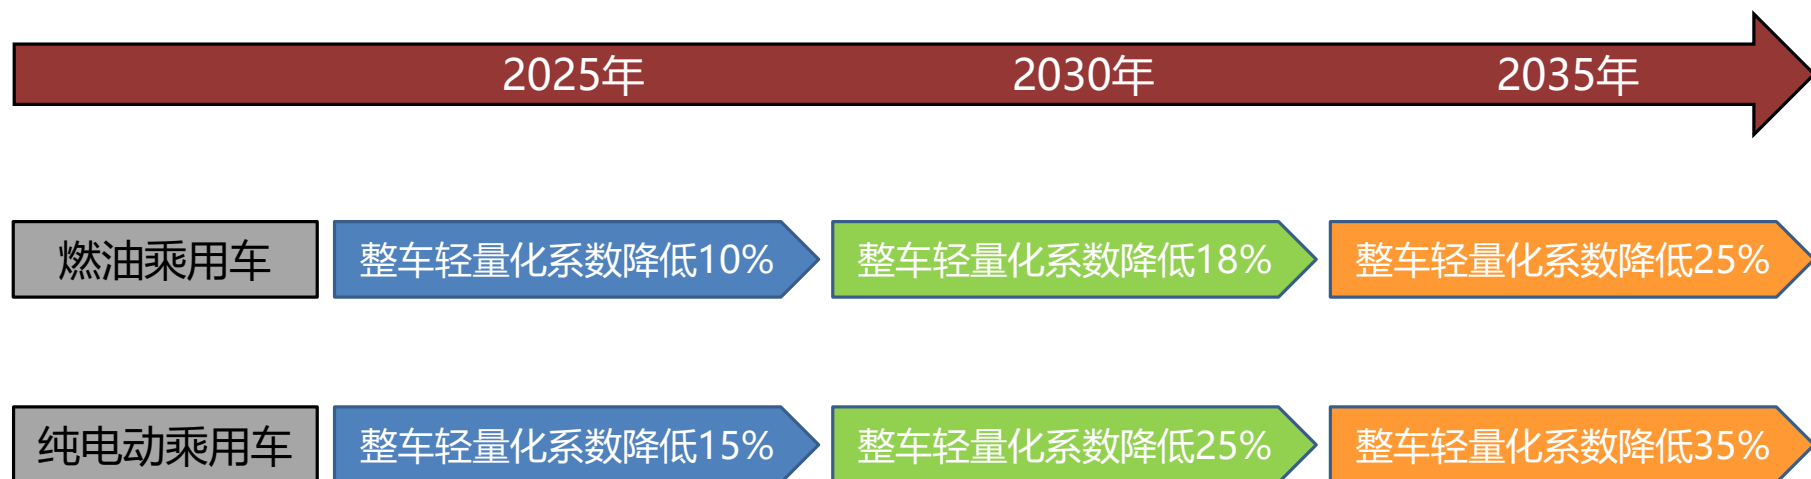 2025年 2030年 2035年
燃油乘用车 整车轻量化系数降低10% 整车轻量化系数降低18% 整车轻量化系数降低25%
纯电动乘用车 整车轻量化系数降低15% 整车轻量化系数降低25% 整车轻量化系数降低35%